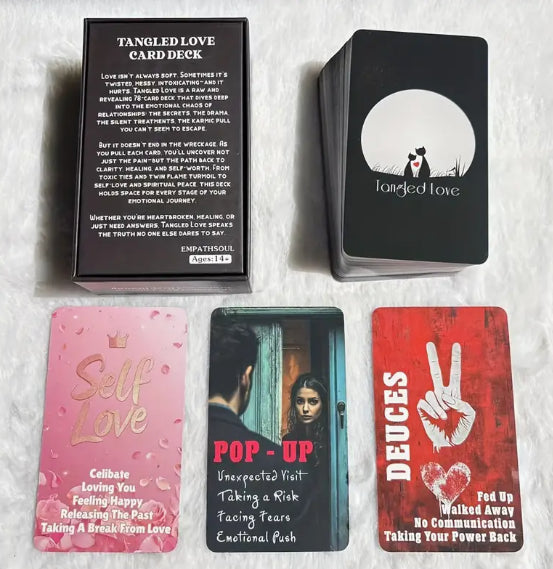 TANGLED LOVE
CARD DECK
LOVE ISN'T ALWAYS SOFT. SOMETIMES IT'S
TWISTED, MESSY, INTOXICATING-AND IT
HURTS. TANGLED LOVE IS A RAW AND
REVEALING 78-CARD DECK THAT DIVES DEEP
INTO THE EMOTIONAL CHAOS OF
RELATIONSHIPS: THE SECRETS, THE DRAMA,
THE SILENT TREATMENTS, THE KARMIC PULL
YOU CAN'T SEEM TO ESCAPE.
BUT IT DOESN'T END IN THE WRECKAGE. AS
YOU PULL EACH CARD, YOU'LL UNCOVER NOT
JUST THE PAIN-BUT THE PATH BACK TO
CLARITY, HEALING, AND SELF-WORTH. FROM
TOXIC TIES AND TWIN FLAME TURMOIL TO
SELF-LOVE AND SPIRITUAL PEACE, THIS DECK
HOLDS SPACE FOR EVERY STAGE OF YOUR
EMOTIONAL JOURNEY.
WHETHER YOU'RE HEARTBROKEN, HEALING, OR
JUST NEED ANSWERS, TANGLED LOVE SPEAKS
THE TRUTH NO ONE ELSE DARES TO SAY.
EMPATHSOUL
Ages:14+
Tangled Love
Self
Love
Celibate
Loving You
Feeling Happy
Releasing The Past
Taking A Break From Love
POP - UP
Unexpected Visit
Taking a Risk
Facing Fears
Emotional Push
DEUCES
Fed Up
Walked Away
No Communication
Taking Your Power Back